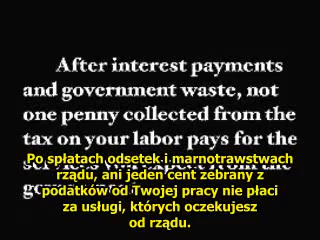 After interest payments
and government waste, not
one penny collected from the
tax on your labor pays for the
Po spłatach odsetek i marnotrawstwach
rządu, ani jeden cent zebrany z
podatków od Twojej pracy nie płaci
za usługi, których oczekujesz
od rządu.